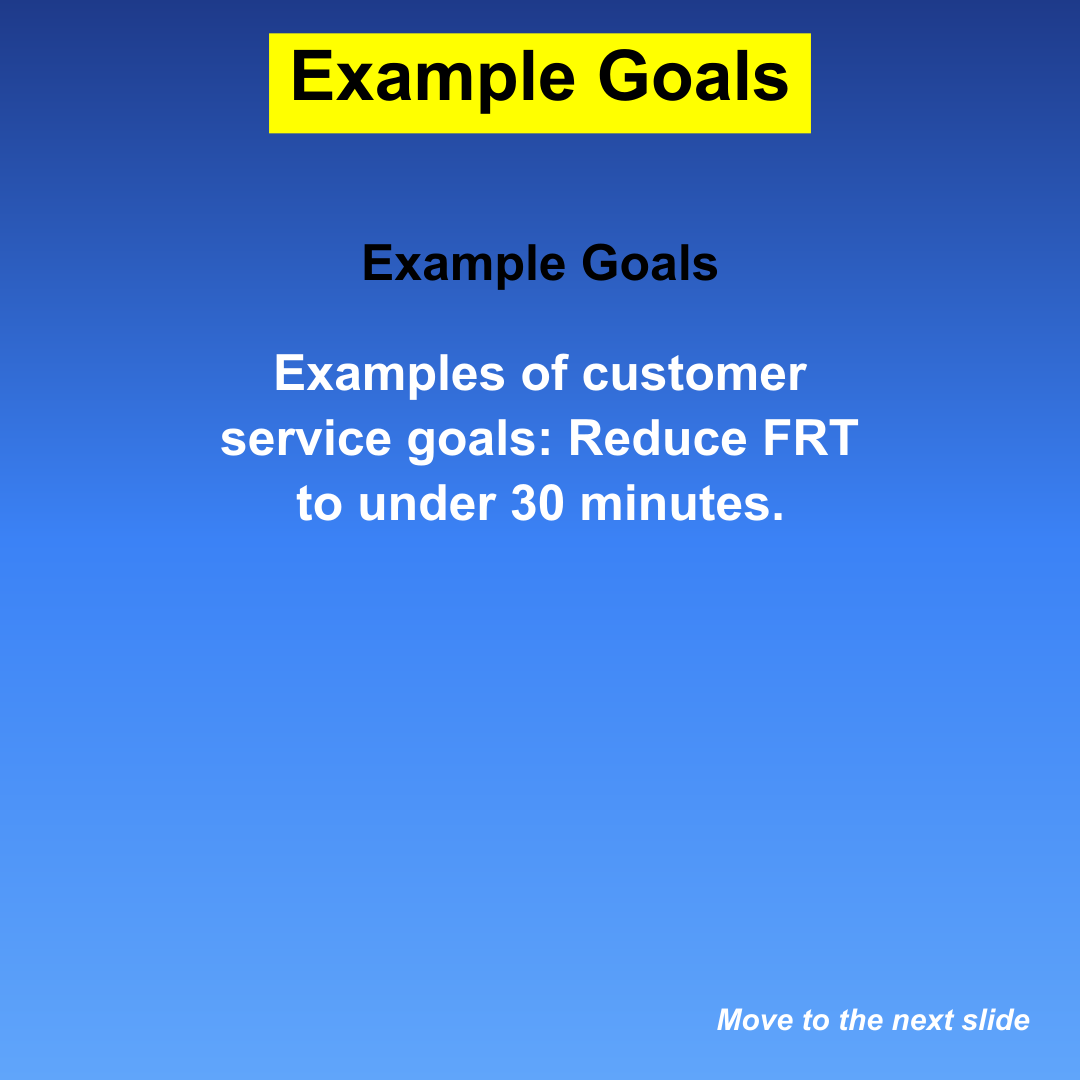 Example Goals
Example Goals
Examples of customer
service goals: Reduce FRT
to under 30 minutes.
Move to the next slide